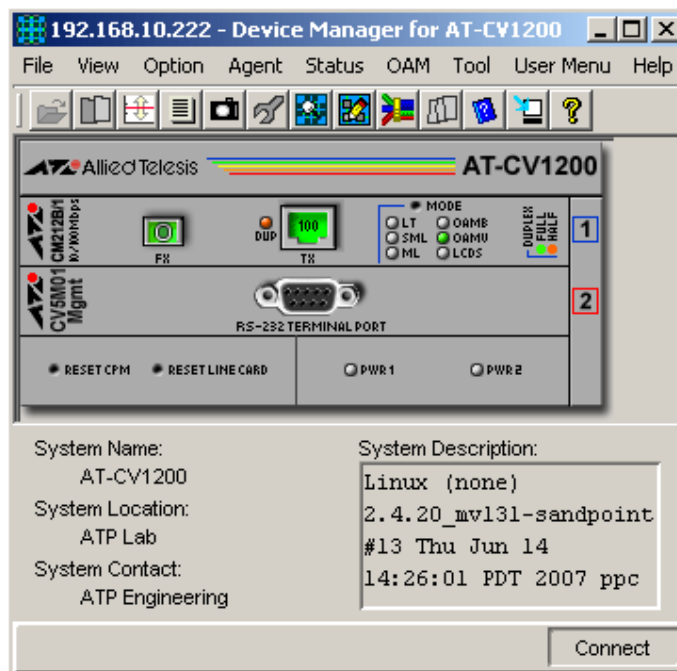 192.168.10.222 - Device Manager for AT-CV1200
File View Option Agent Status OAM Tool User Menu Help
Allied Telesis AT-CV1200
CM212B/1
DUP
100
FX
TX
MODE
LT OAMB
SML OAMV
ML LCDS
DUPLEX
FULL
HALF
1
CV5M01
Mgmt
RS-232 TERMINAL PORT
2
RESET CPM RESET LINE CARD PWR 1 PWR 2
System Name:
AT-CV1200
System Location:
ATP Lab
System Contact:
ATP Engineering
System Description:
Linux (none)
2.4.20_mvl31-sandpoint
#13 Thu Jun 14
14:26:01 PDT 2007 ppc
Connect